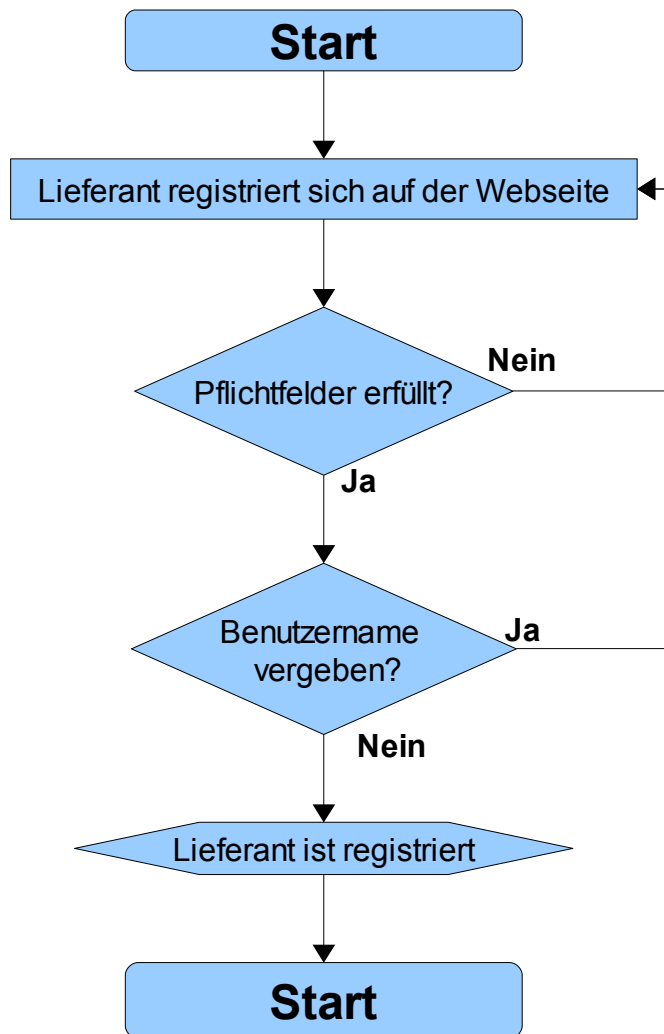 Start
Lieferant registriert sich auf der Webseite
Nein
Pflichtfelder erfüllt?
Ja
Benutzername
vergeben?
Ja
Nein
Lieferant ist registriert
Start